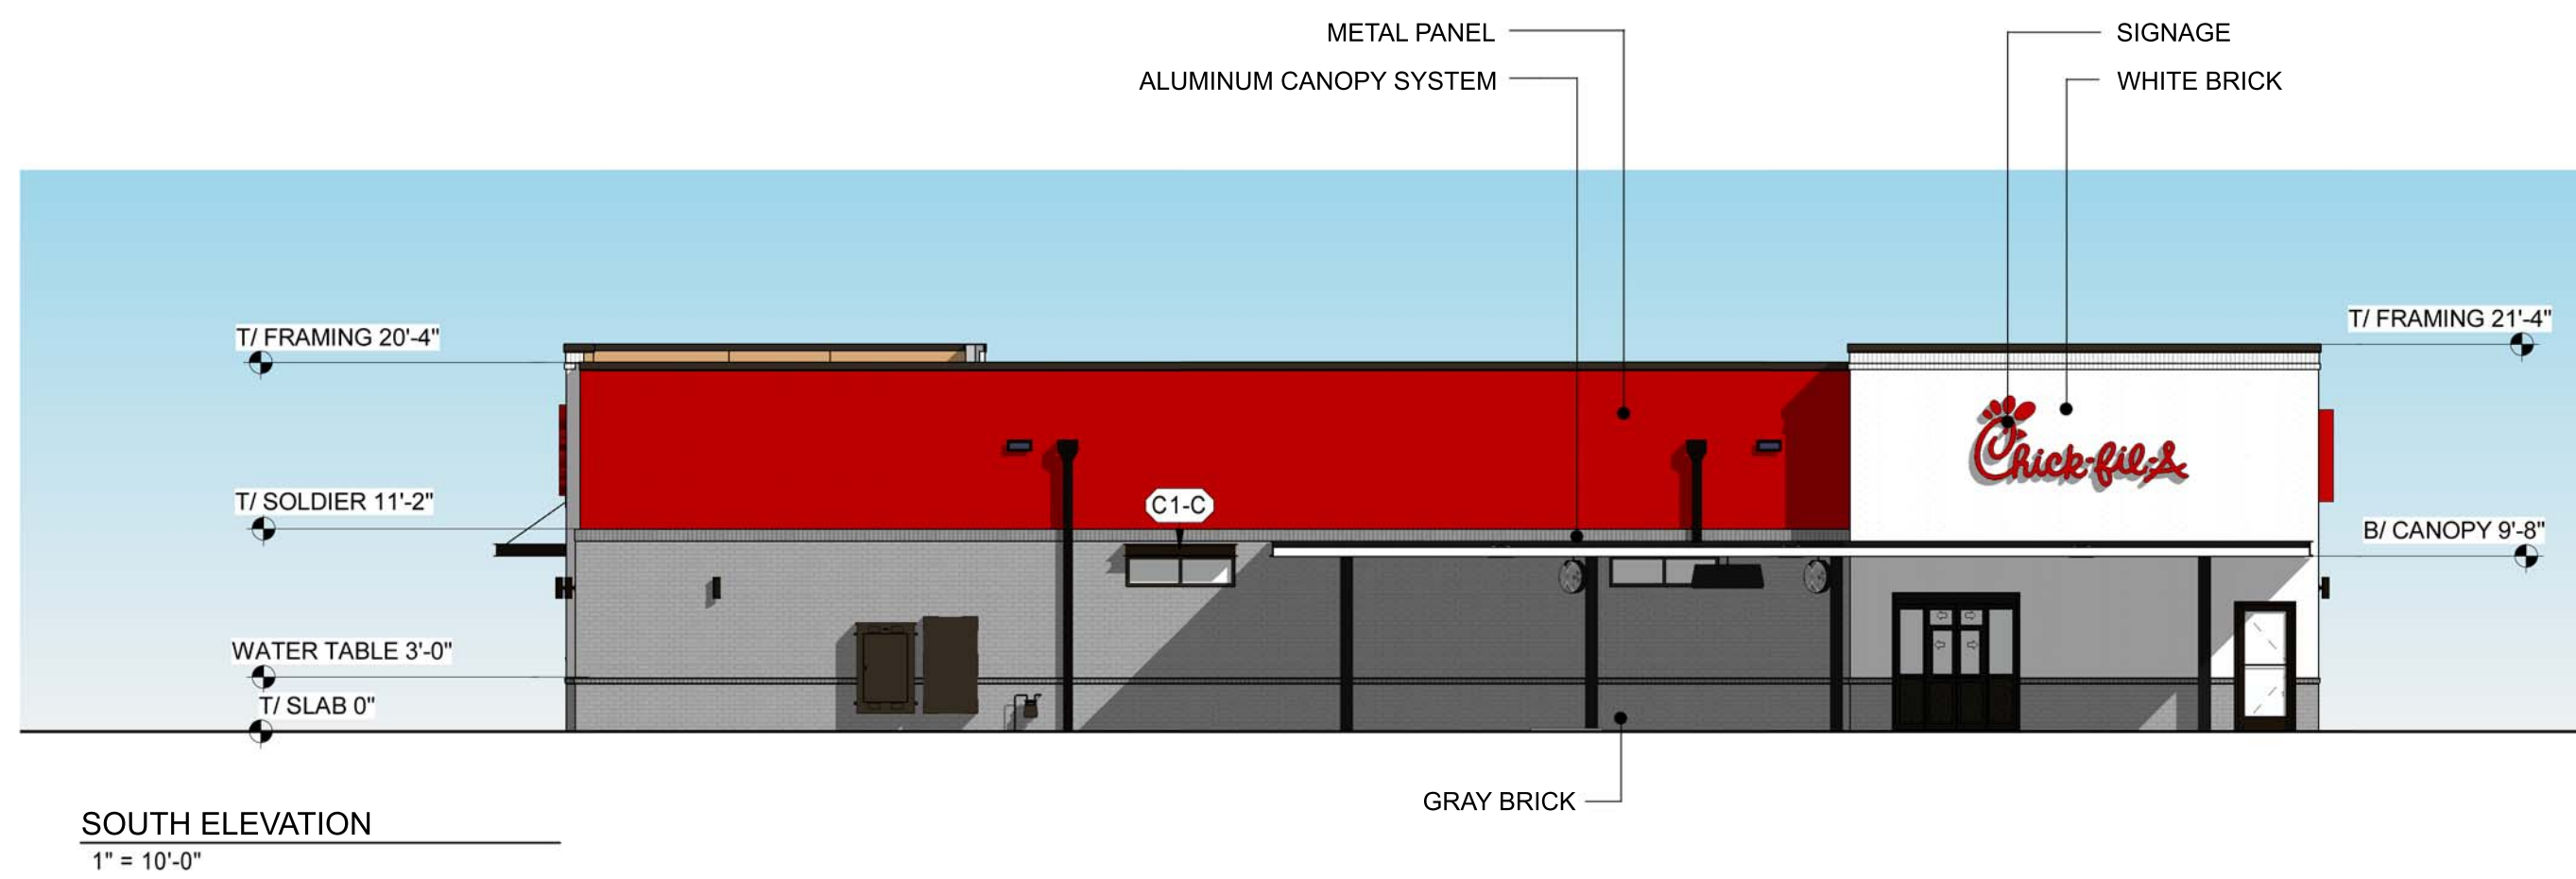 METAL PANEL
SIGNAGE
ALUMINUM CANOPY SYSTEM
WHITE BRICK
T/ FRAMING 20'-4"
T/ FRAMING 21'-4"
Chick-fil-A
T/ SOLDIER 11'-2"
C1-C
B/ CANOPY 9'-8"
WATER TABLE 3'-0"
T/ SLAB 0"
GRAY BRICK
SOUTH ELEVATION
1" = 10'-0"